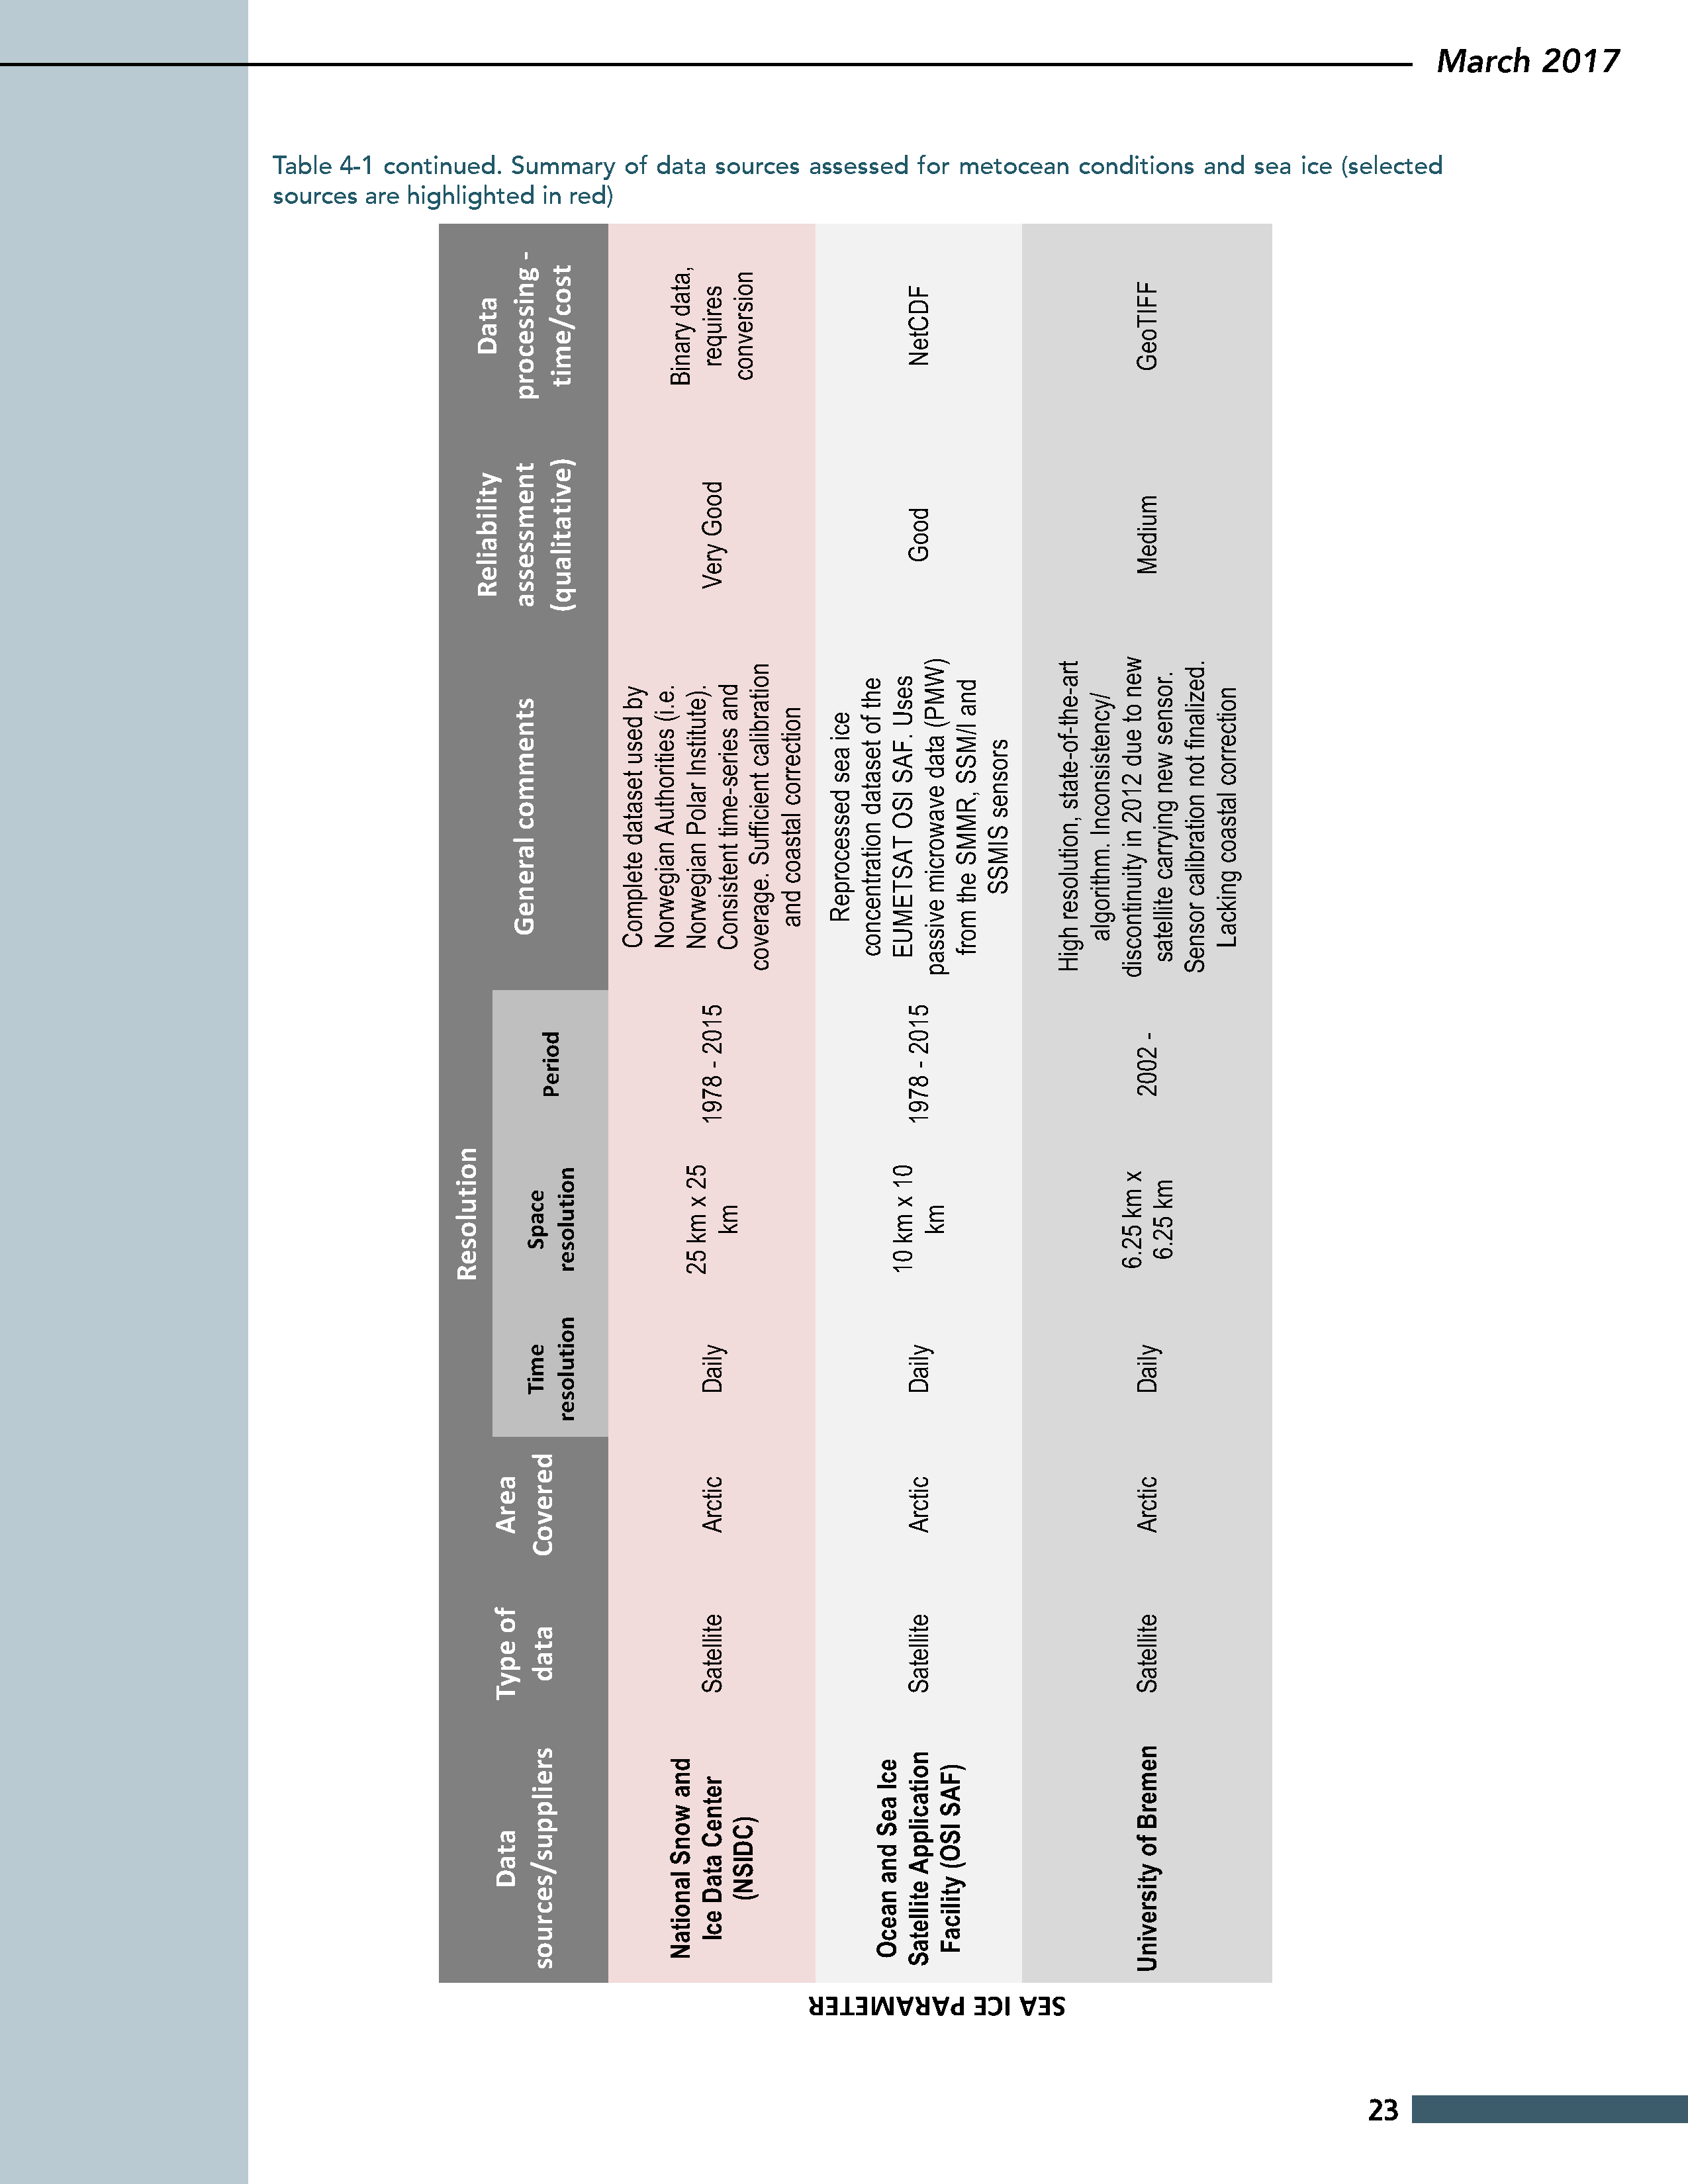 March 2017
Table 4-1 continued. Summary of data sources assessed for metocean conditions and sea ice (selected
sources are highlighted in red)
Data
sources/suppliers
Type of
data
Area
Covered
Resolution
Time
resolution
Space
resolution
Period
General comments
Reliability
assessment
(qualitative)
Data
processing -
time/cost
SEA ICE PARAMETER
National Snow and
Ice Data Center
(NSIDC)
Satellite
Arctic
Daily
25 km x 25
km
1978 - 2015
Complete dataset used by
Norwegian Authorities (i.e.
Norwegian Polar Institute).
Consistent time-series and
coverage. Sufficient calibration
and coastal correction
Very Good
Binary data,
requires
conversion
Ocean and Sea Ice
Satellite Application
Facility (OSI SAF)
Satellite
Arctic
Daily
10 km x 10
km
1978 - 2015
Reprocessed sea ice
concentration dataset of the
EUMETSAT OSI SAF. Uses
passive microwave data (PMW)
from the SMMR, SSM/I and
SSMIS sensors
Good
NetCDF
University of Bremen
Satellite
Arctic
Daily
6.25 km x
6.25 km
2002 -
High resolution, state-of-the-art
algorithm. Inconsistency/
discontinuity in 2012 due to new
satellite carrying new sensor.
Sensor calibration not finalized.
Lacking coastal correction
Medium
GeoTIFF
23